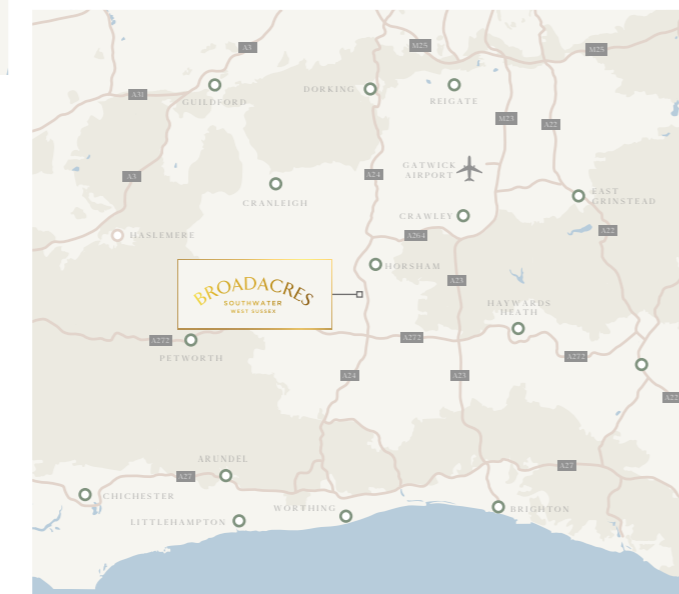 A3
M25
M25
GUILDFORD
DORKING
REIGATE
A31
M23
A22
A3
A24
GATWICK
AIRPORT
CRANLEIGH
EAST
GRINSTEAD
CRAWLEY
A22
HASLEMERE
A264
HORSHAM
A23
BROADACRES
SOUTHWATER
WEST SUSSEX
HAYWARDS
HEATH
A272
A272
A272
PETWORTH
A24
A23
A22
ARUNDEL
A27
A27
CHICHESTER
LITTLEHAMPTON
WORTHING
BRIGHTON